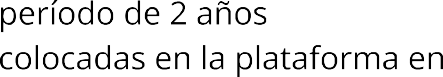 período de 2 años
colocadas en la plataforma en